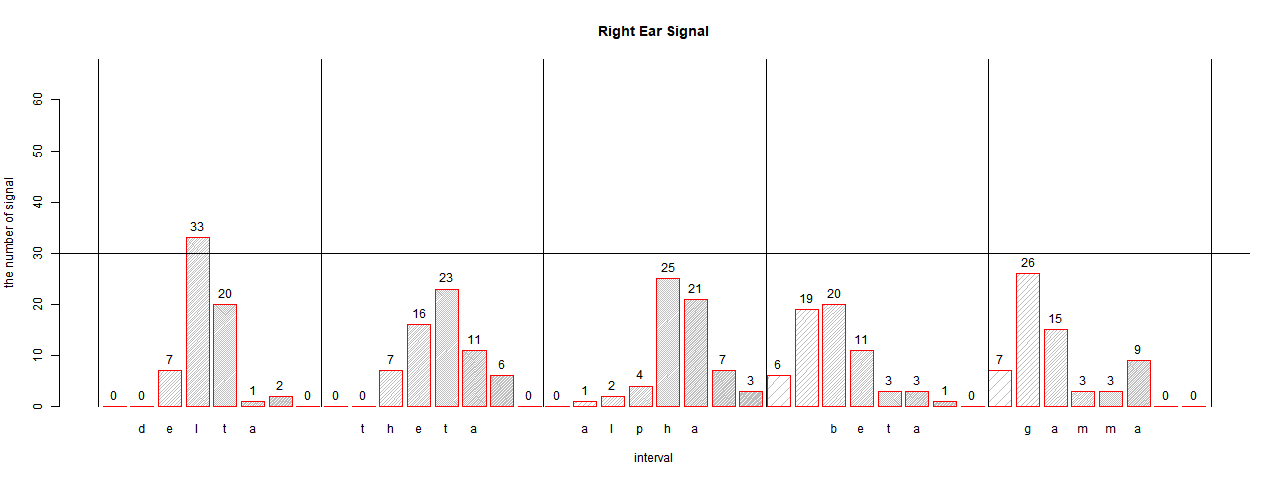 Right Ear Signal
the number of signal
60
50
40
30
20
10
0
0 0 7 33 20 1 2 0
0 0 7 16 23 11 6 0
0 1 2 4 25 21 7 3
6 19 20 11 3 3 1 0
7 26 15 3 3 9 0 0
d e l t a t h e t a a l p h a b e t a g a m m a
interval